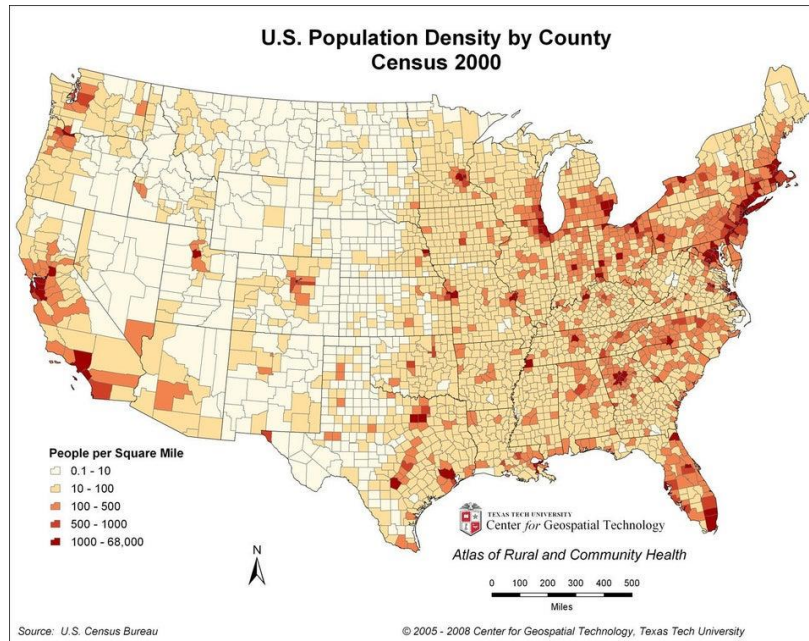 U.S. Population Density by County
Census 2000
People per Square Mile
0.1 - 10
10 - 100
100 - 500
500 - 1000
1000 - 68,000
N
TEXAS TECH UNIVERSITY
Center for Geospatial Technology
Atlas of Rural and Community Health
0 100 200 300 400 500
Miles
Source: U.S. Census Bureau
© 2005 - 2008 Center for Geospatial Technology, Texas Tech University